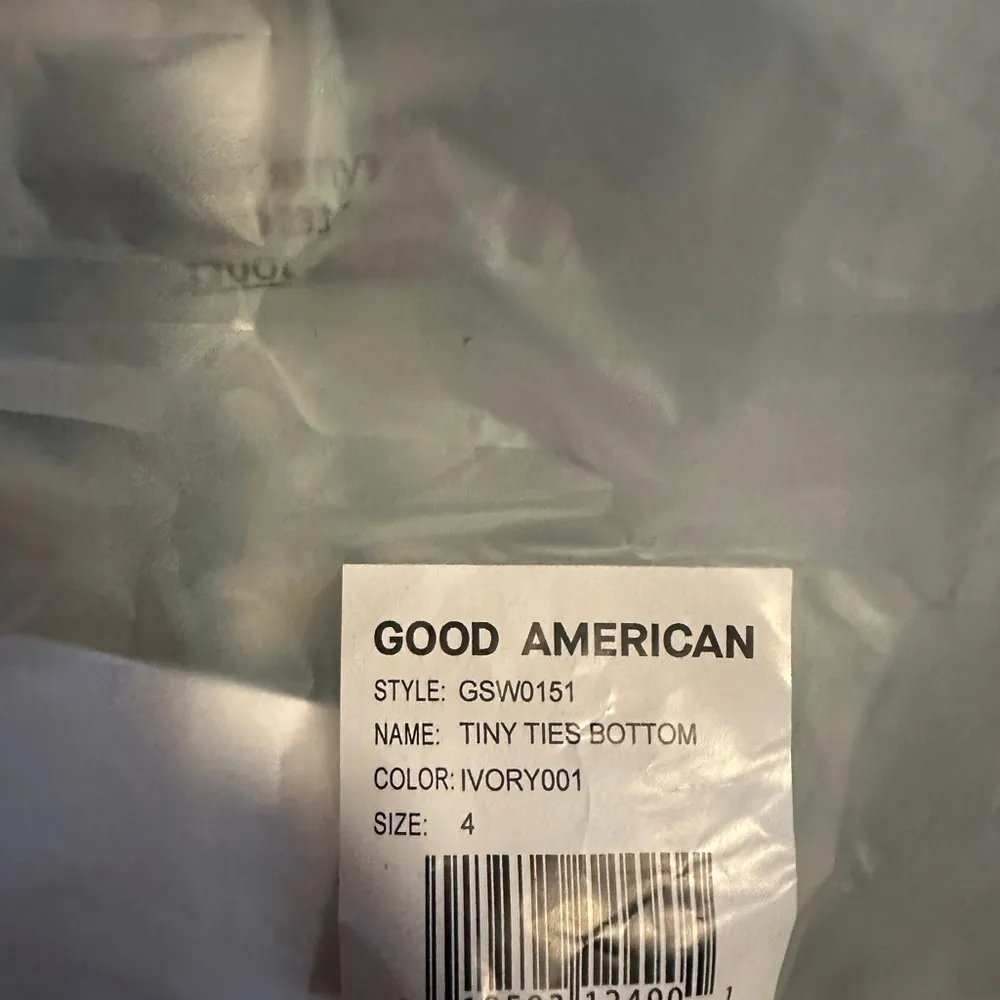 GOOD AMERICAN
STYLE: GSW0151
NAME: TINY TIES BOTTOM
COLOR: IVORY001
SIZE: 4